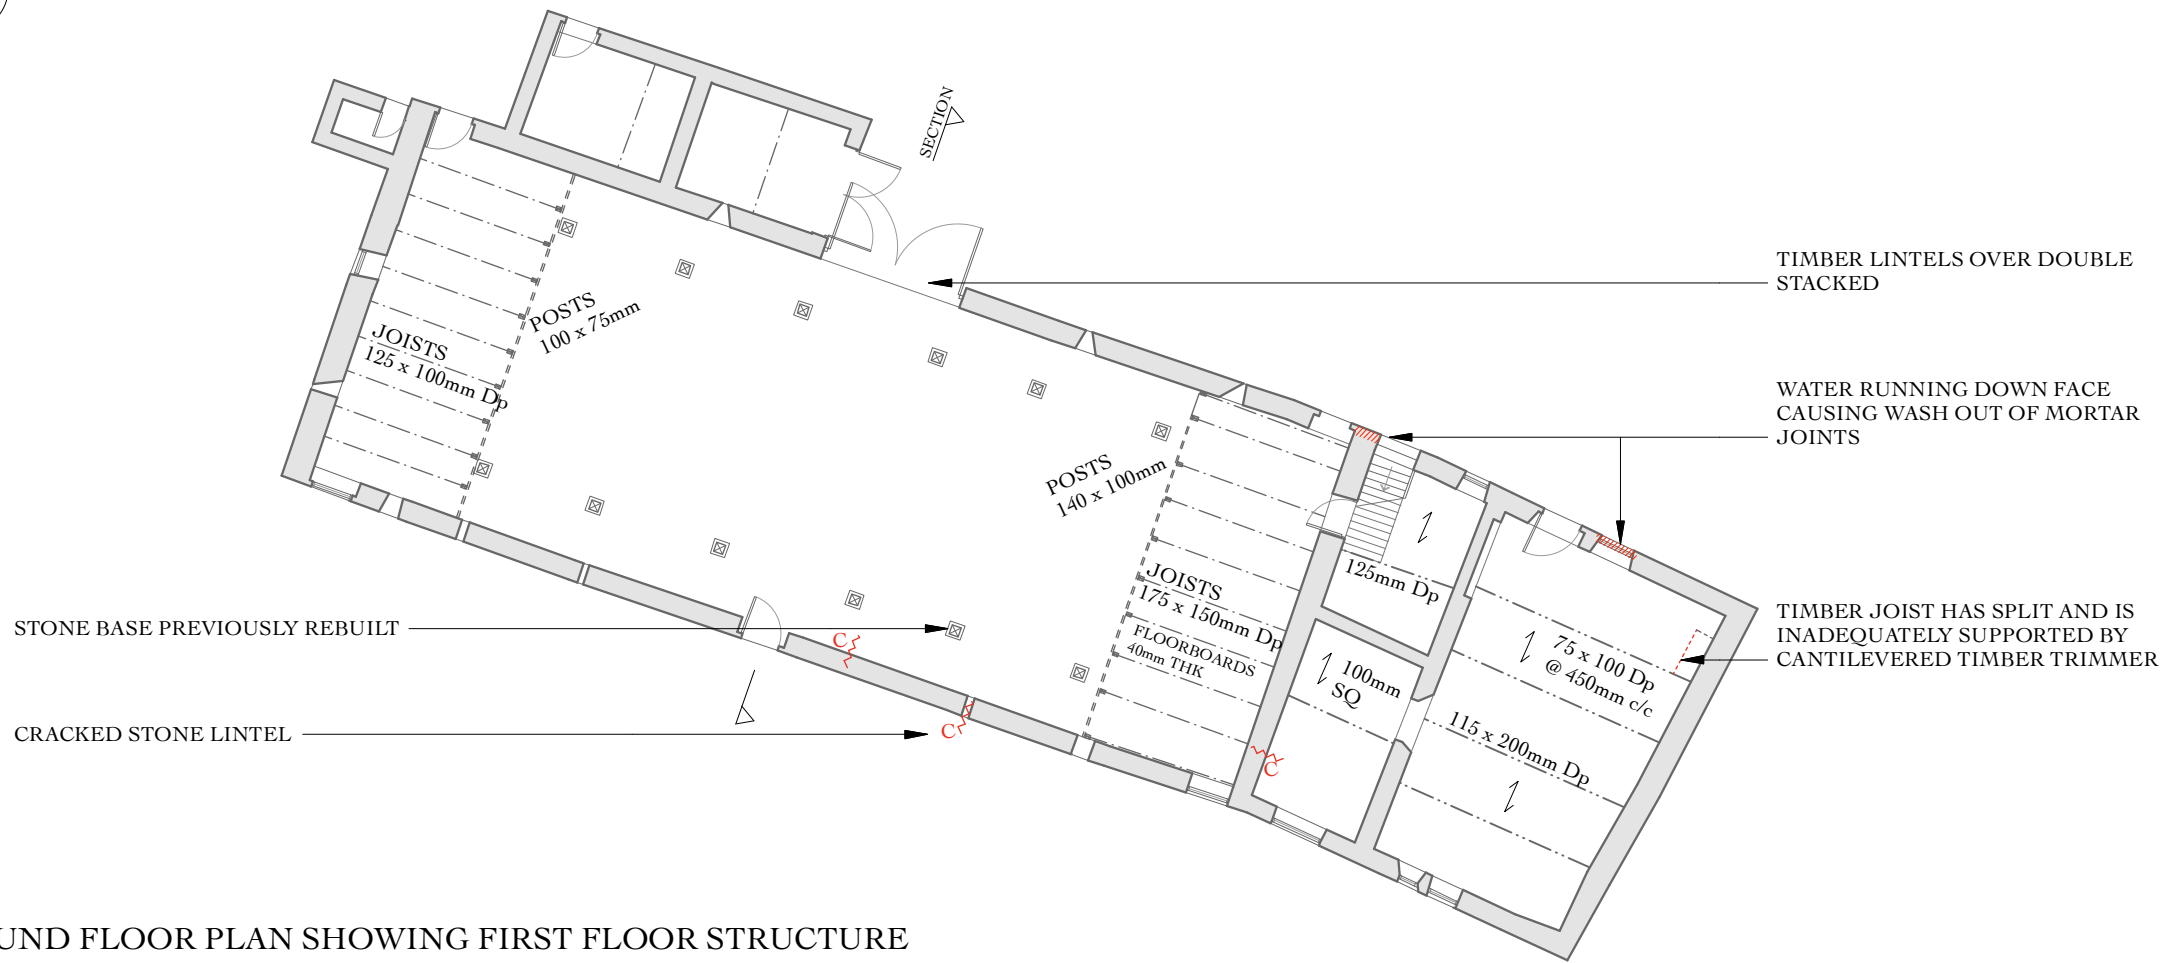 SECTION
TIMBER LINTELS OVER DOUBLE
STACKED
POSTS
100 x 75mm
JOISTS
125 x 100mm Dp
WATER RUNNING DOWN FACE
CAUSING WASH OUT OF MORTAR
JOINTS
POSTS
140 x 100mm
JOISTS
175 x 150mm Dp
FLOORBOARDS
40mm THK
125mm Dp
100mm
SQ
75 x 100 Dp
@ 450mm c/c
115 x 200mm Dp
TIMBER JOIST HAS SPLIT AND IS
INADEQUATELY SUPPORTED BY
CANTILEVERED TIMBER TRIMMER
STONE BASE PREVIOUSLY REBUILT
C
C
C
CRACKED STONE LINTEL
UND FLOOR PLAN SHOWING FIRST FLOOR STRUCTURE